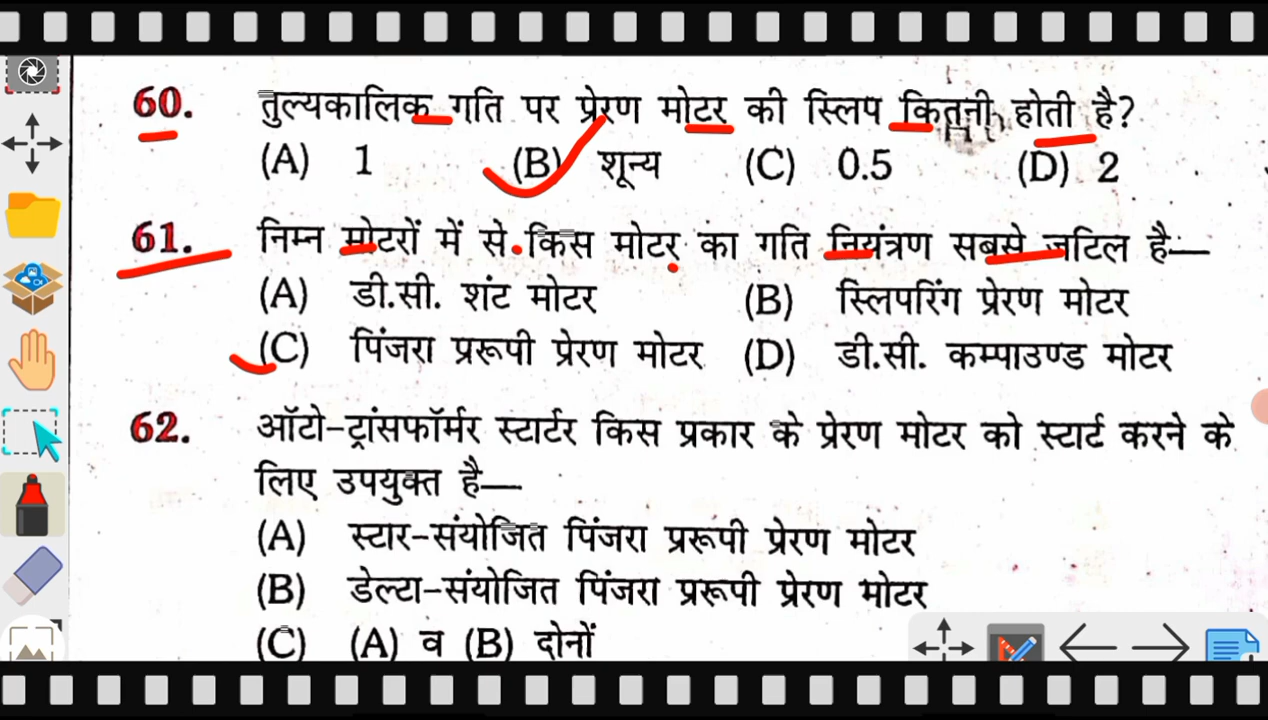 60. तुल्यकालिक गति पर प्रेरण मोटर की स्लिप कितनी होती है?
(A) 1 (B) शून्य (C) 0.5 (D) 2
61. निम्न मोटरों में से किस मोटर का गति नियंत्रण सबसे जटिल है—
(A) डी.सी. शंट मोटर (B) स्लिपरिंग प्रेरण मोटर
(C) पिंजरा प्ररूपी प्रेरण मोटर (D) डी.सी. कम्पाउण्ड मोटर
62. ऑटो-ट्रांसफॉर्मर स्टार्टर किस प्रकार के प्रेरण मोटर को स्टार्ट करने के
लिए उपयुक्त है—
(A) स्टार-संयोजित पिंजरा प्ररूपी प्रेरण मोटर
(B) डेल्टा-संयोजित पिंजरा प्ररूपी प्रेरण मोटर
(C) (A) व (B) दोनों